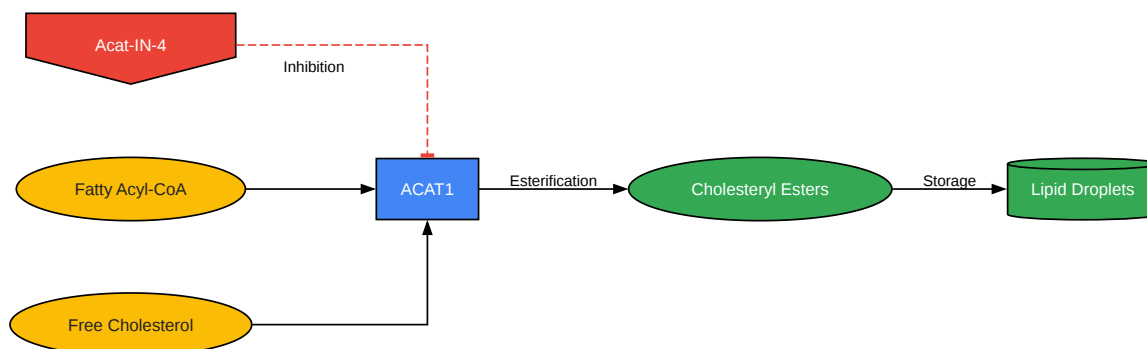 Acat-IN-4
Inhibition
Fatty Acyl-CoA
ACAT1
Esterification
Cholesteryl Esters
Storage
Lipid Droplets
Free Cholesterol